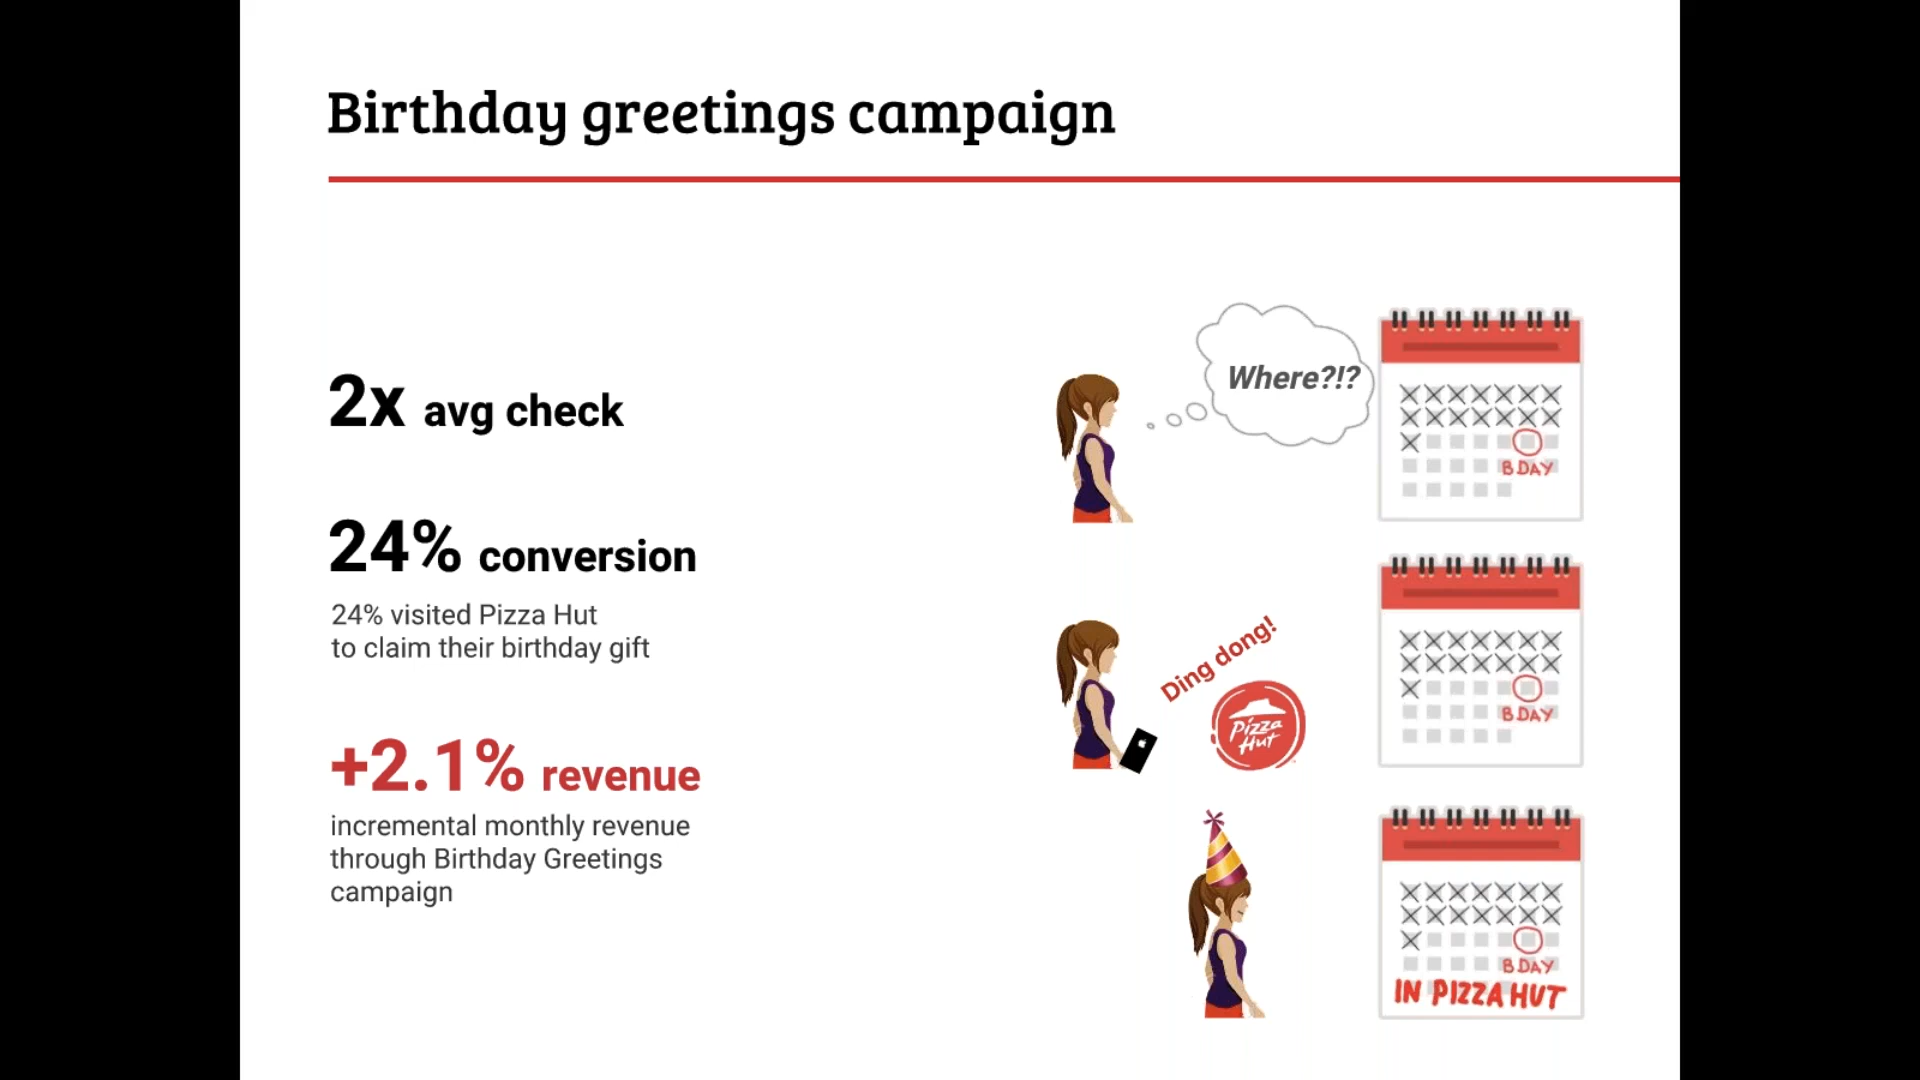 Birthday greetings campaign
2x avg check
24% conversion
24% visited Pizza Hut
to claim their birthday gift
+2.1% revenue
incremental monthly revenue
through Birthday Greetings
campaign
Where?!?
B.DAY
Ding dong!
Pizza
Hut
B.DAY
B.DAY
IN PIZZA HUT